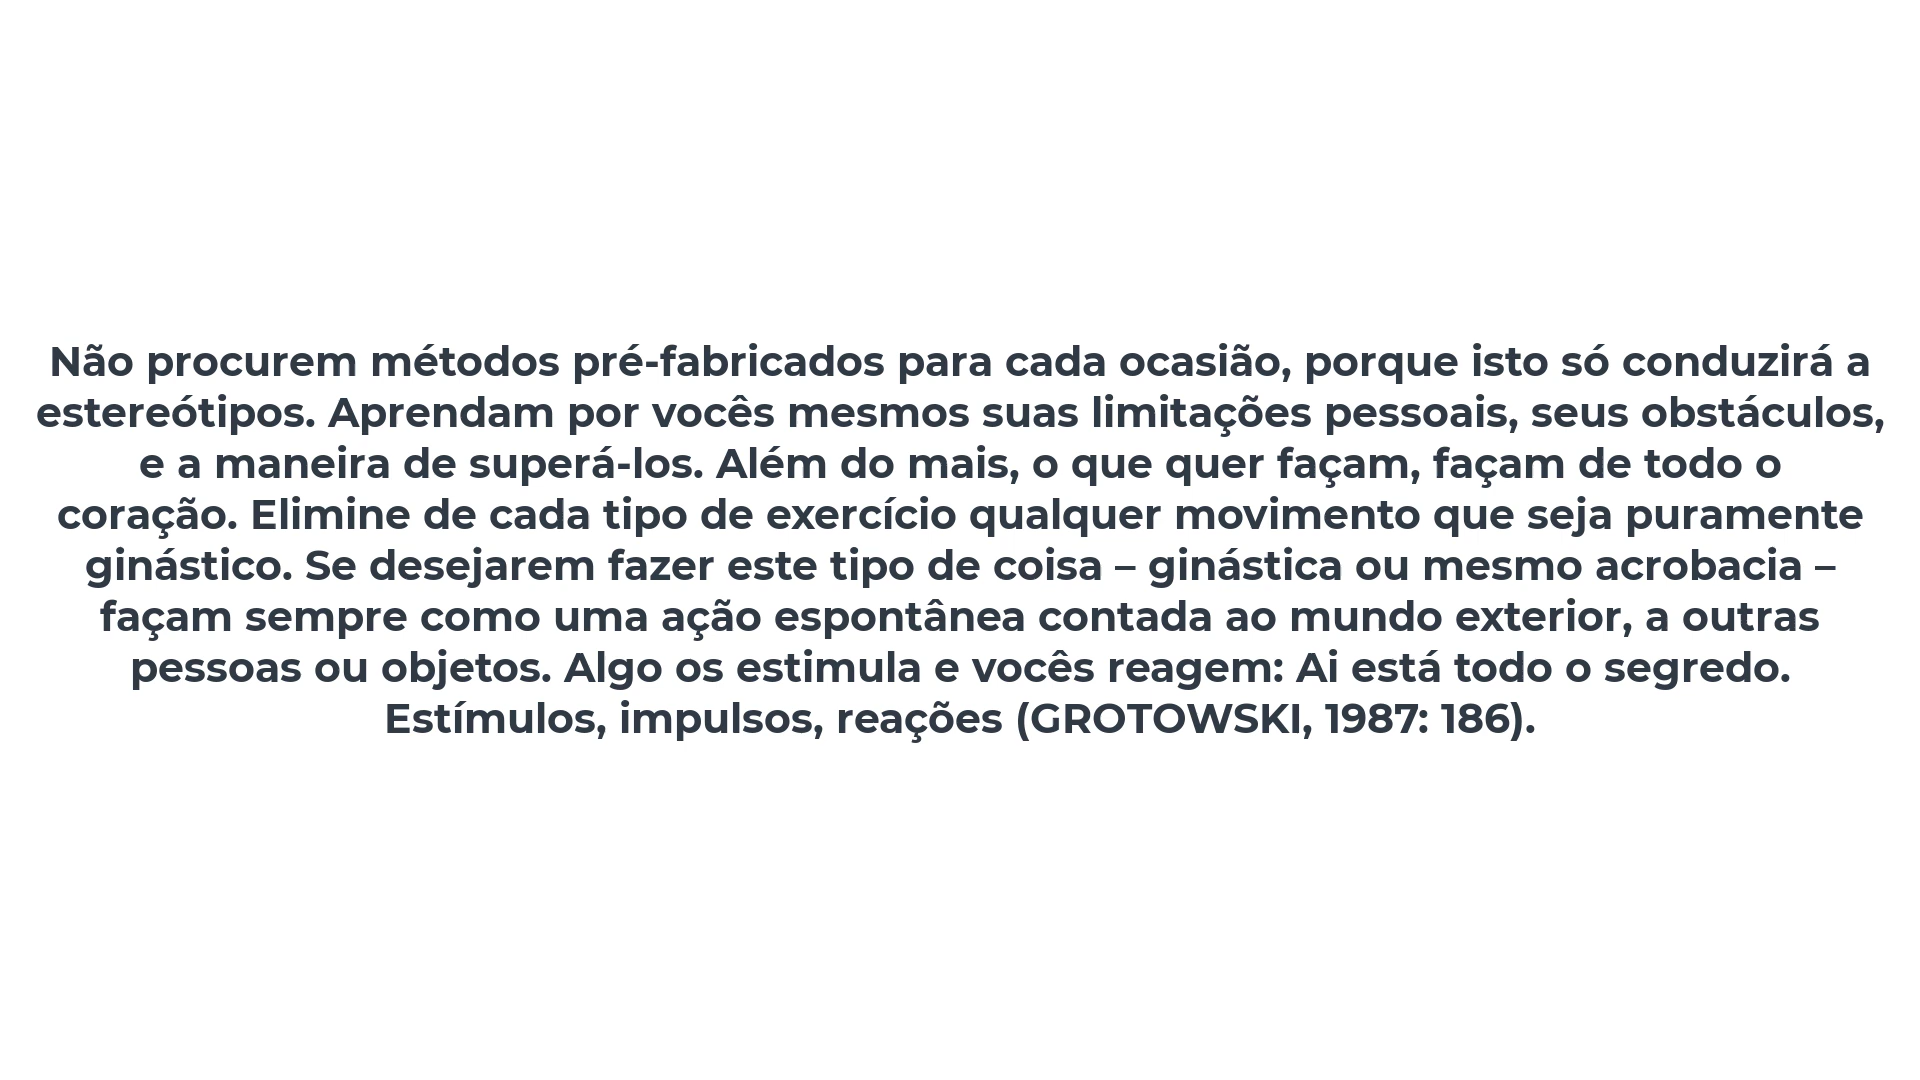 Não procurem métodos pré-fabricados para cada ocasião, porque isto só conduzirá a
estereótipos. Aprendam por vocês mesmos suas limitações pessoais, seus obstáculos,
e a maneira de superá-los. Além do mais, o que quer façam, façam de todo o
coração. Elimine de cada tipo de exercício qualquer movimento que seja puramente
ginástico. Se desejarem fazer este tipo de coisa – ginástica ou mesmo acrobacia –
façam sempre como uma ação espontânea contada ao mundo exterior, a outras
pessoas ou objetos. Algo os estimula e vocês reagem: Ai está todo o segredo.
Estímulos, impulsos, reações (GROTOWSKI, 1987: 186).